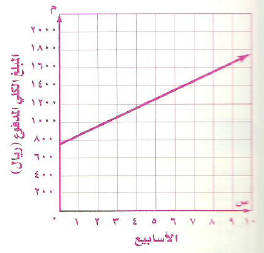 م
٢٠٠٠
١٨٠٠
١٦٠٠
١٤٠٠
١٢٠٠
١٠٠٠
٨٠٠
٦٠٠
٤٠٠
٢٠٠
المبلغ الكلي المدفوع (ريال)
س
٠ ١ ٢ ٣ ٤ ٥ ٦ ٧ ٨ ٩ ١٠
الأسابيع